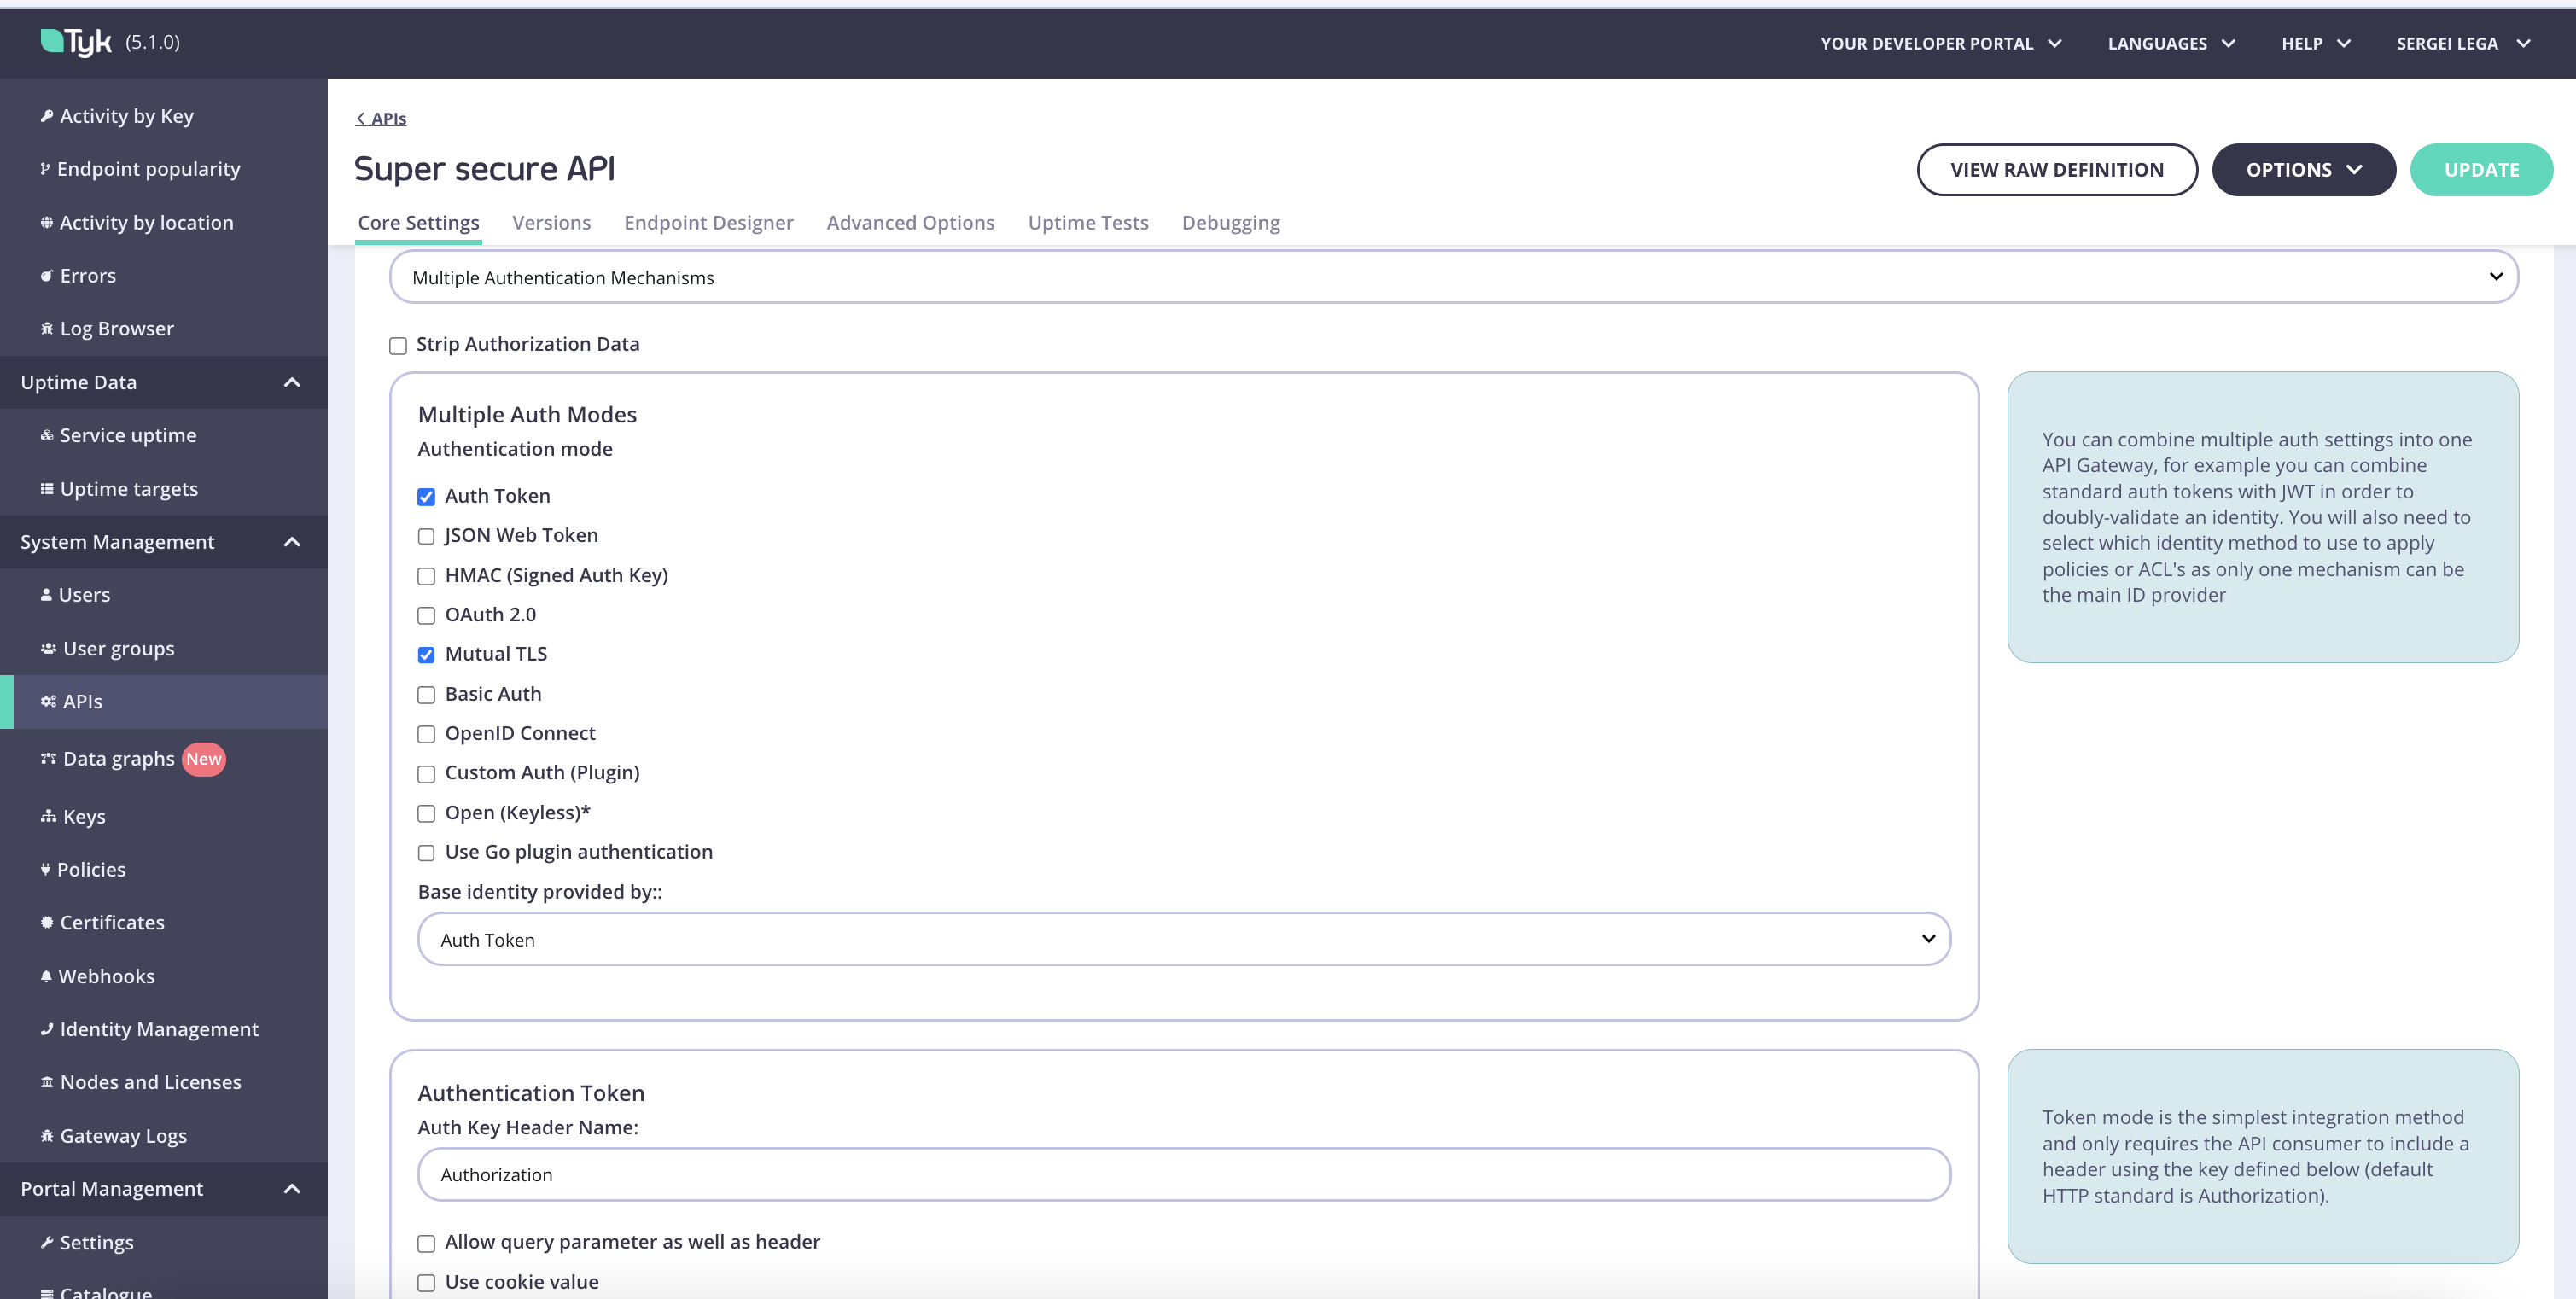 Tyk (5.1.0)
YOUR DEVELOPER PORTAL
LANGUAGES
HELP
SERGEI LEGA
Activity by Key
Endpoint popularity
Activity by location
Errors
Log Browser
Uptime Data
Service uptime
Uptime targets
System Management
Users
User groups
APIs
Data graphs New
Keys
Policies
Certificates
Webhooks
Identity Management
Nodes and Licenses
Gateway Logs
Portal Management
Settings
Catalogue
< APIs
Super secure API
VIEW RAW DEFINITION
OPTIONS
UPDATE
Core Settings
Versions
Endpoint Designer
Advanced Options
Uptime Tests
Debugging
Multiple Authentication Mechanisms
Strip Authorization Data
Multiple Auth Modes
Authentication mode
Auth Token
JSON Web Token
HMAC (Signed Auth Key)
OAuth 2.0
Mutual TLS
Basic Auth
OpenID Connect
Custom Auth (Plugin)
Open (Keyless)*
Use Go plugin authentication
Base identity provided by::
Auth Token
You can combine multiple auth settings into one
API Gateway, for example you can combine
standard auth tokens with JWT in order to
doubly-validate an identity. You will also need to
select which identity method to use to apply
policies or ACL's as only one mechanism can be
the main ID provider
Authentication Token
Auth Key Header Name:
Authorization
Allow query parameter as well as header
Use cookie value
Token mode is the simplest integration method
and only requires the API consumer to include a
header using the key defined below (default
HTTP standard is Authorization).